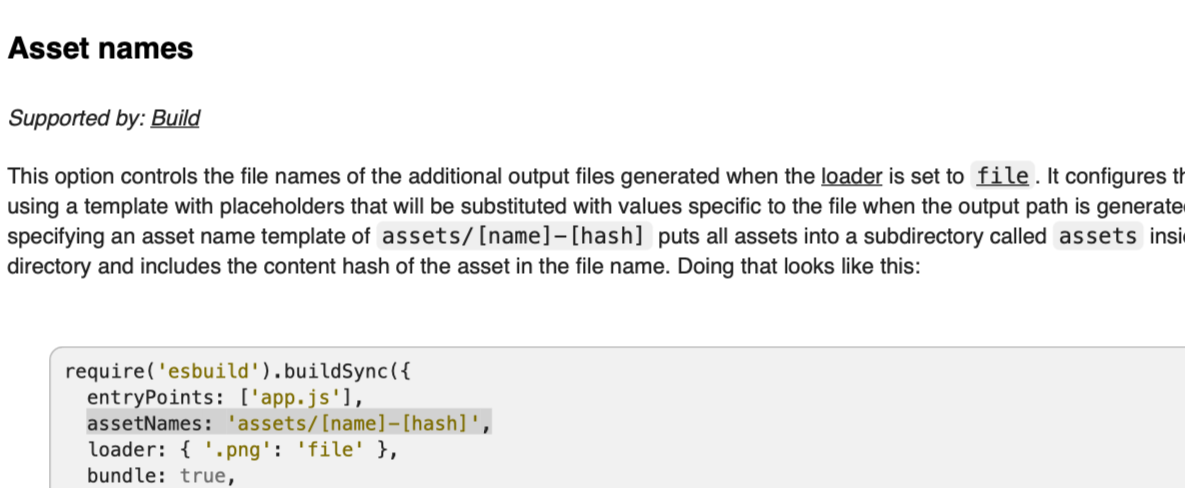 Asset names
Supported by: Build
This option controls the file names of the additional output files generated when the loader is set to file. It configures
using a template with placeholders that will be substituted with values specific to the file when the output path is
specifying an asset name template of assets/[name]-[hash] puts all assets into a subdirectory called assets
directory and includes the content hash of the asset in the file name. Doing that looks like this:
require('esbuild').buildSync({
entryPoints: ['app.js'],
assetNames: 'assets/[name]-[hash]',
loader: { '.png': 'file' },
bundle: true,